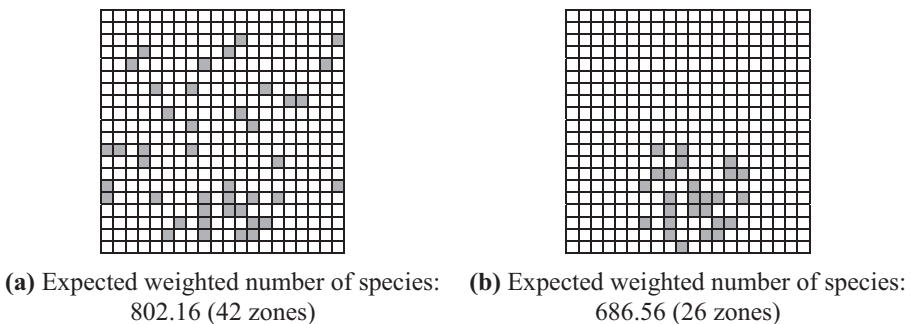 (a) Expected weighted number of species:
802.16 (42 zones)
(b) Expected weighted number of species:
686.56 (26 zones)